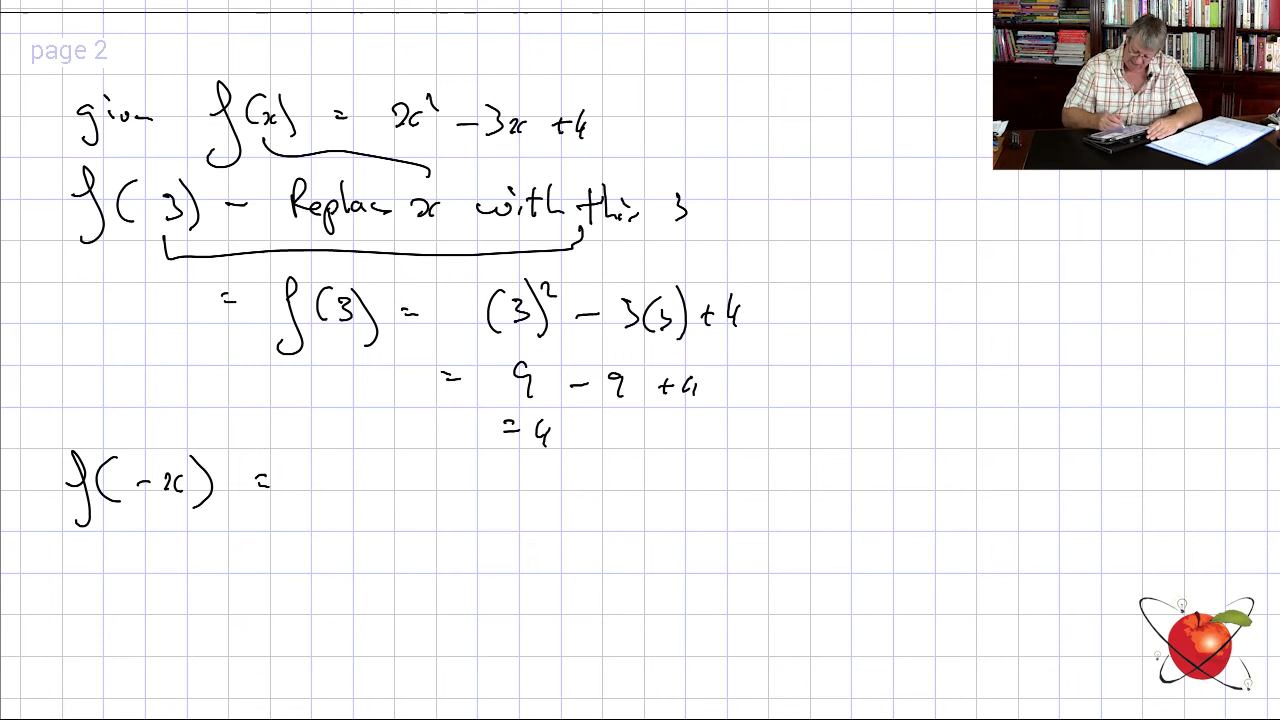 page 2
given f(x) = x² - 3x + 4
f(3) - Replace x with this 3
= f(3) = (3)² - 3(3) + 4
= 9 - 9 + 4
= 4
f(-x) =